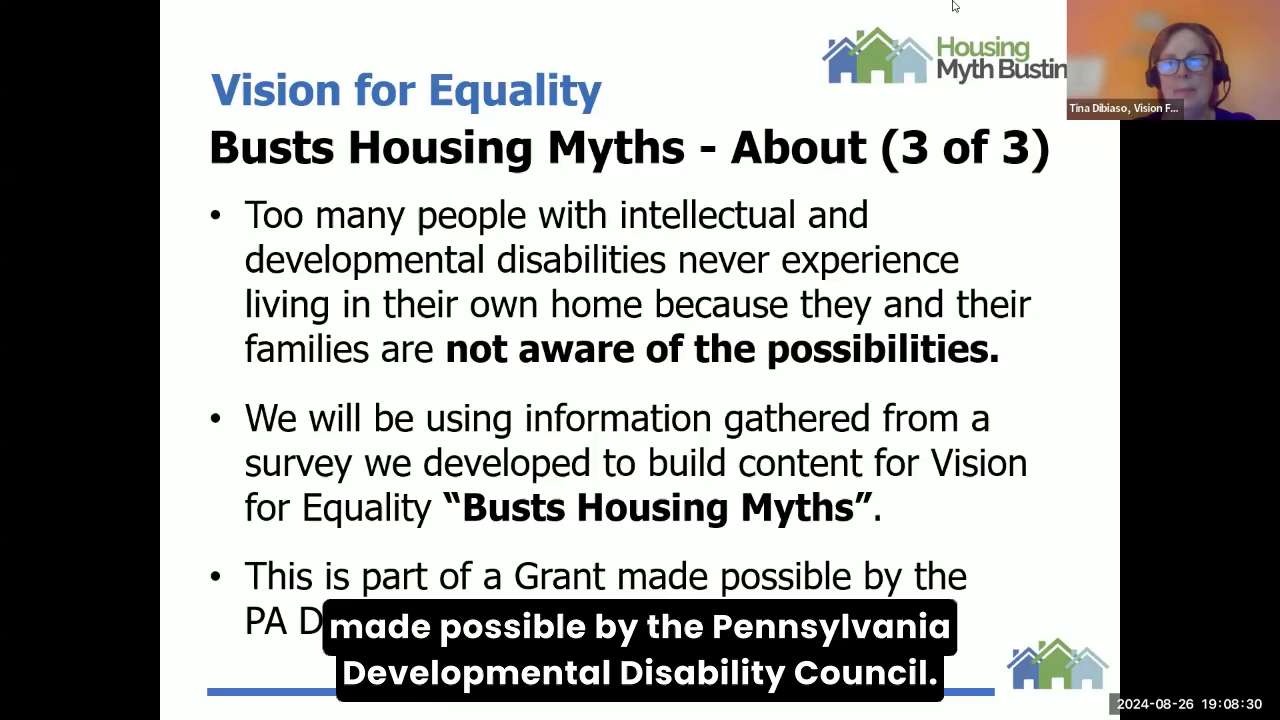 Housing
Myth Bustin
Vision for Equality
Tina Dibiaso, Vision F...
Busts Housing Myths - About (3 of 3)
• Too many people with intellectual and
developmental disabilities never experience
living in their own home because they and their
families are not aware of the possibilities.
• We will be using information gathered from a
survey we developed to build content for Vision
for Equality “Busts Housing Myths”.
• This is part of a Grant made possible by the
PA D
made possible by the Pennsylvania
Developmental Disability Council.
2024-08-26 19:08:30